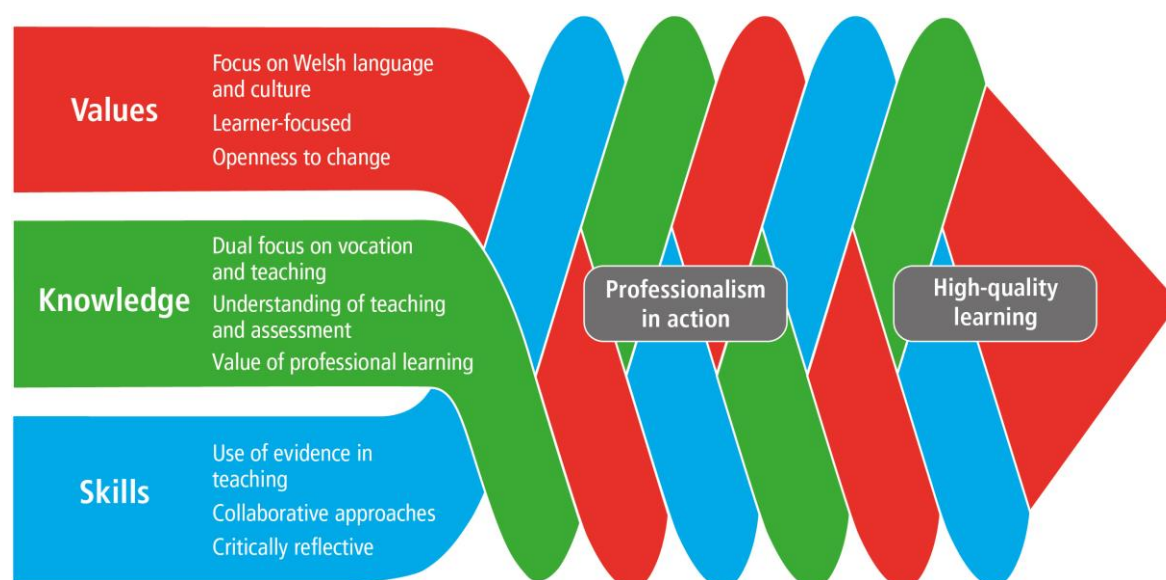 Values
Focus on Welsh language
and culture
Learner-focused
Openness to change
Knowledge
Dual focus on vocation
and teaching
Understanding of teaching
and assessment
Value of professional learning
Skills
Use of evidence in
teaching
Collaborative approaches
Critically reflective
Professionalism
in action
High-quality
learning